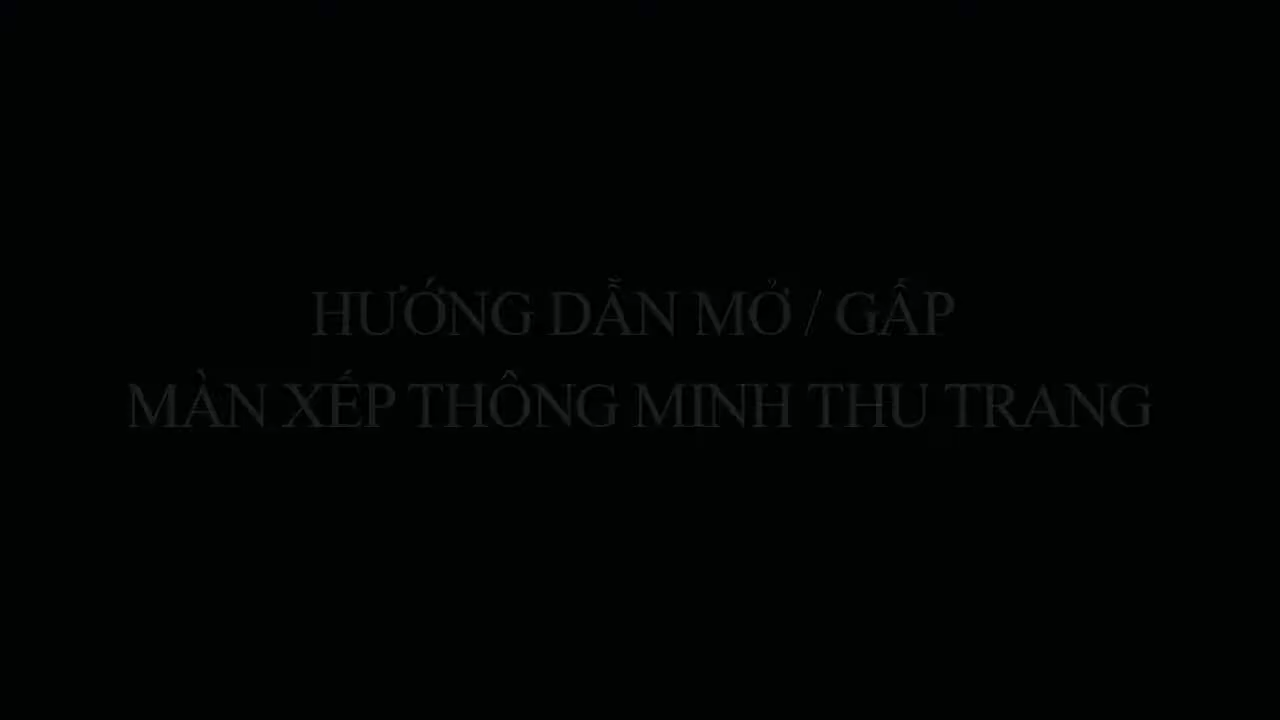 HƯỚNG DẪN MỞ / GẤP
MÀN XẾP THÔNG MINH THU TRANG